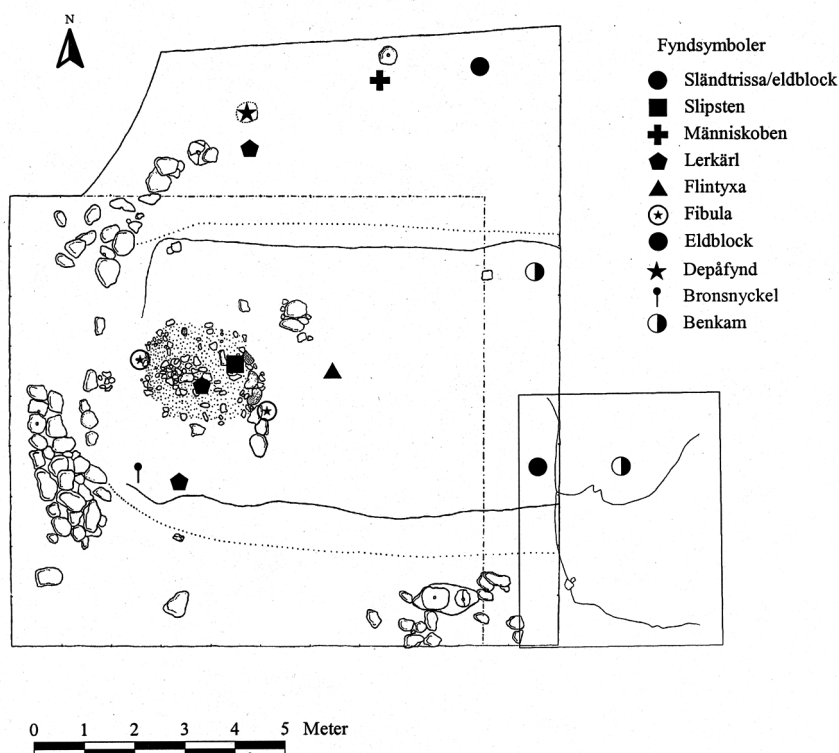 N
Fyndsymboler
Sländtrissa/eldblock
Slipsten
Människoben
Lerkärl
Flintyxa
Fibula
Eldblock
Depåfynd
Bronsnyckel
Benkam
0 1 2 3 4 5 Meter